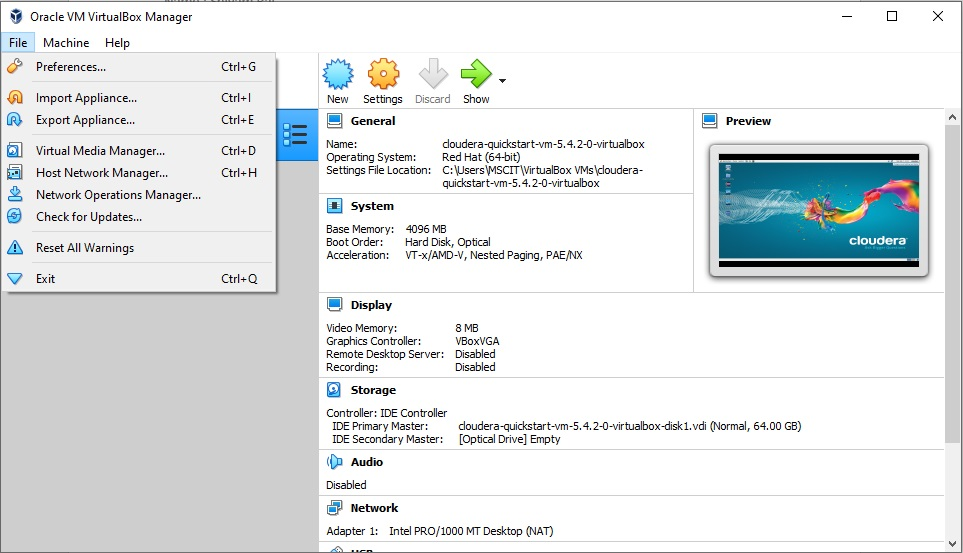 Oracle VM VirtualBox Manager
File Machine Help
Preferences... Ctrl+G
Import Appliance... Ctrl+I
Export Appliance... Ctrl+E
Virtual Media Manager... Ctrl+D
Host Network Manager... Ctrl+H
Network Operations Manager...
Check for Updates...
Reset All Warnings
Exit Ctrl+Q
New Settings Discard Show
General
Name: cloudera-quickstart-vm-5.4.2-0-virtualbox
Operating System: Red Hat (64-bit)
Settings File Location: C:\Users\MSCIT\VirtualBox VMs\cloudera-
quickstart-vm-5.4.2-0-virtualbox
Preview
cloudera
System
Base Memory: 4096 MB
Boot Order: Hard Disk, Optical
Acceleration: VT-x/AMD-V, Nested Paging, PAE/NX
Display
Video Memory: 8 MB
Graphics Controller: VBoxVGA
Remote Desktop Server: Disabled
Recording: Disabled
Storage
Controller: IDE Controller
IDE Primary Master: cloudera-quickstart-vm-5.4.2-0-virtualbox-disk1.vdi (Normal, 64.00 GB)
IDE Secondary Master: [Optical Drive] Empty
Audio
Disabled
Network
Adapter 1: Intel PRO/1000 MT Desktop (NAT)